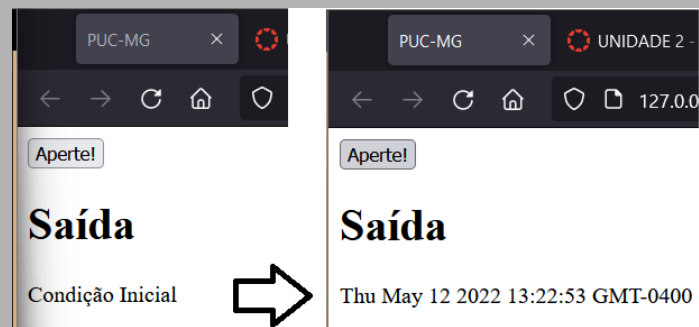 PUC-MG
Aperte!
Saída
Condição Inicial
PUC-MG
UNIDADE 2 -
127.0.0
Aperte!
Saída
Thu May 12 2022 13:22:53 GMT-0400